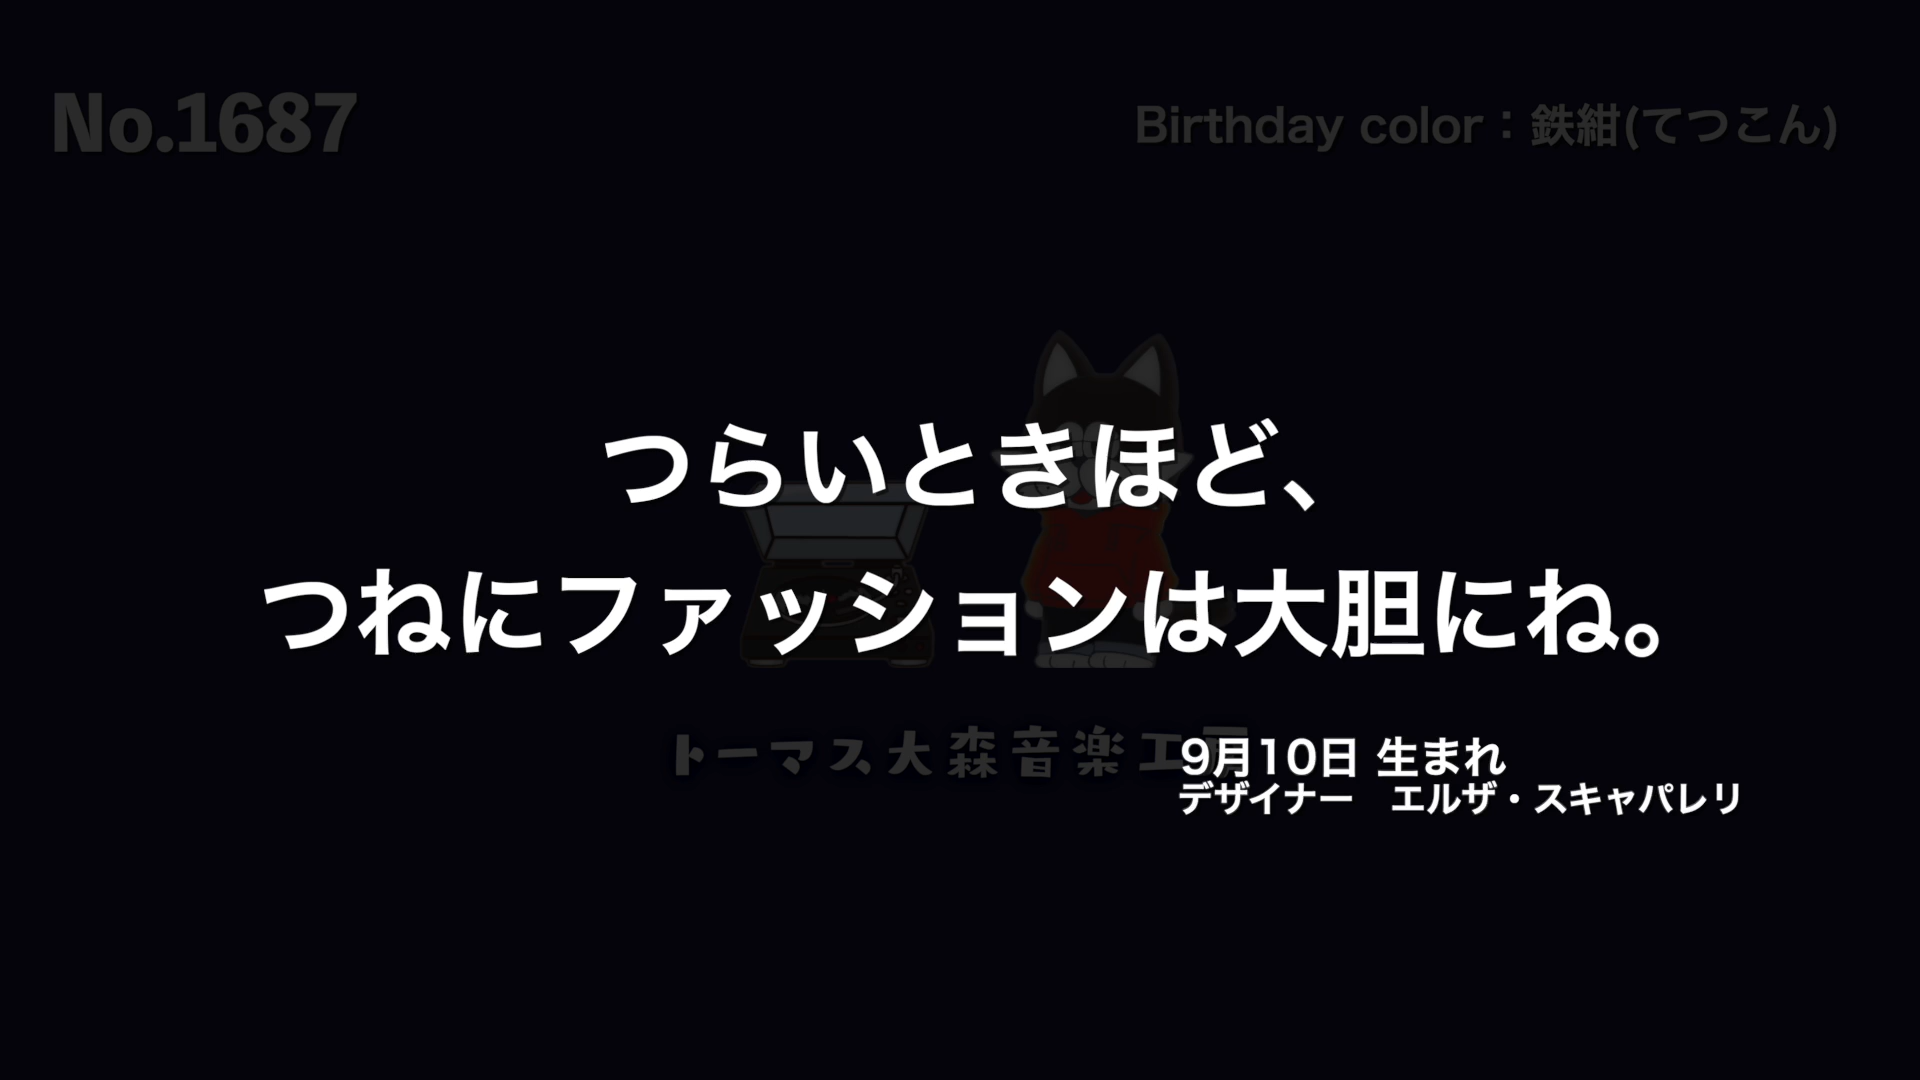 No.1687
Birthday color：鉄紺(てつこん)
つらいときほど、
つねにファッションは大胆にね。
トーマス大森音楽工房
9月10日 生まれ
デザイナー　エルザ・スキャパレリ